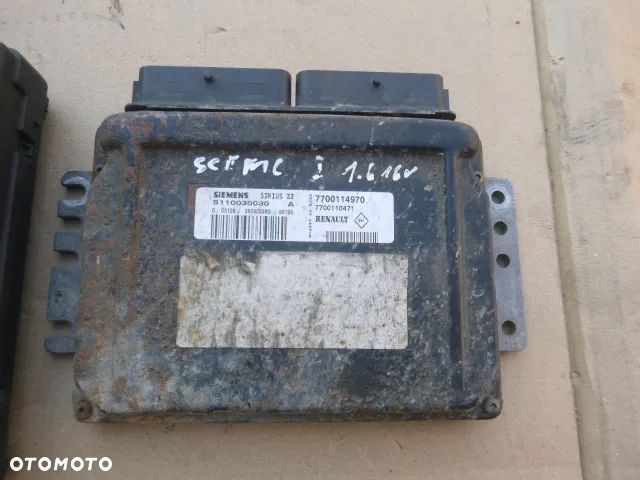 SCENIC I 1.6 16v
SIEMENS SIRIUS 32
S110030030 A
7700114970
7700110471
RENAULT
OTOMOTO